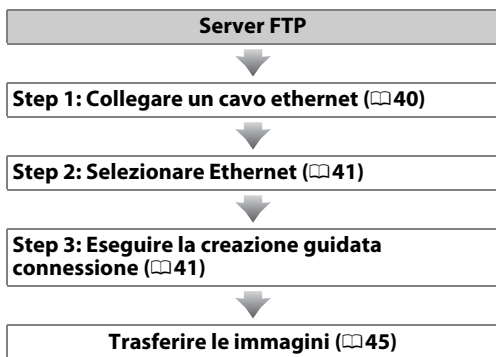 Server FTP
Step 1: Collegare un cavo ethernet (📖40)
Step 2: Selezionare Ethernet (📖41)
Step 3: Eseguire la creazione guidata
connessione (📖41)
Trasferire le immagini (📖45)